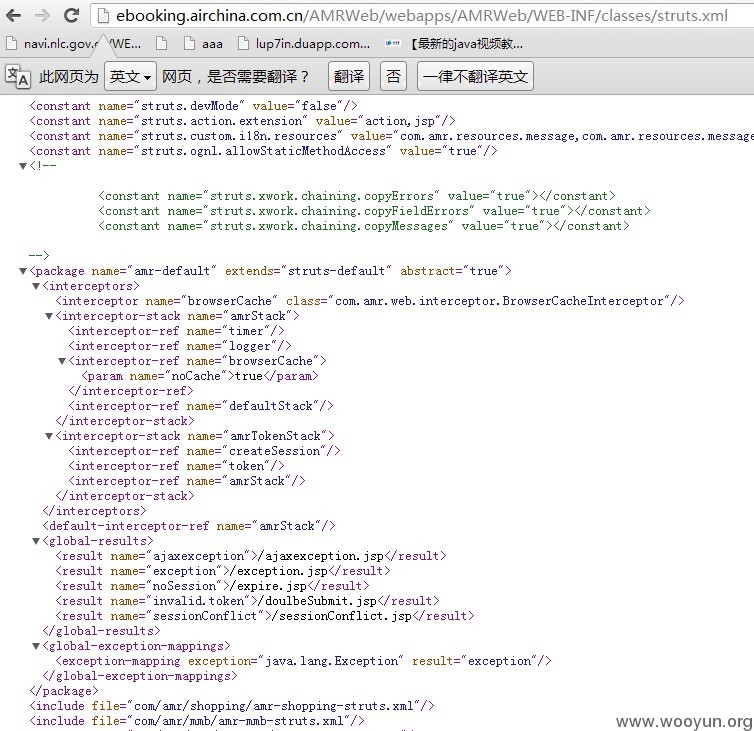 ebooking.airchina.com.cn/AMRWeb/webapps/AMRWeb/WEB-INF/classes/struts.xml
navi.nlc.gov.c /WE... aaa lup7in.duapp.com... 【最新的java视频教...
此网页为 英文 网页，是否需要翻译？ 翻译 否 一律不翻译英文
<constant name="struts.devMode" value="false"/>
<constant name="struts.action.extension" value="action,jsp"/>
<constant name="struts.custom.i18n.resources" value="com.amr.resources.message,com.amr.resources.message
<constant name="struts.ognl.allowStaticMethodAccess" value="true"/>
▼<!--
<constant name="struts.xwork.chaining.copyErrors" value="true"></constant>
<constant name="struts.xwork.chaining.copyFieldErrors" value="true"></constant>
<constant name="struts.xwork.chaining.copyMessages" value="true"></constant>
-->
▼<package name="amr-default" extends="struts-default" abstract="true">
▼<interceptors>
<interceptor name="browserCache" class="com.amr.web.interceptor.BrowserCacheInterceptor"/>
▼<interceptor-stack name="amrStack">
<interceptor-ref name="timer"/>
<interceptor-ref name="logger"/>
▼<interceptor-ref name="browserCache">
<param name="noCache">true</param>
</interceptor-ref>
<interceptor-ref name="defaultStack"/>
</interceptor-stack>
▼<interceptor-stack name="amrTokenStack">
<interceptor-ref name="createSession"/>
<interceptor-ref name="token"/>
<interceptor-ref name="amrStack"/>
</interceptor-stack>
</interceptors>
<default-interceptor-ref name="amrStack"/>
▼<global-results>
<result name="ajaxexception">/ajaxexception.jsp</result>
<result name="exception">/exception.jsp</result>
<result name="noSession">/expire.jsp</result>
<result name="invalid.token">/doulbeSubmit.jsp</result>
<result name="sessionConflict">/sessionConflict.jsp</result>
</global-results>
▼<global-exception-mappings>
<exception-mapping exception="java.lang.Exception" result="exception"/>
</global-exception-mappings>
</package>
<include file="com/amr/shopping/amr-shopping-struts.xml"/>
<include file="com/amr/mmb/amr-mmb-struts.xml"/>
www.wooyun.org